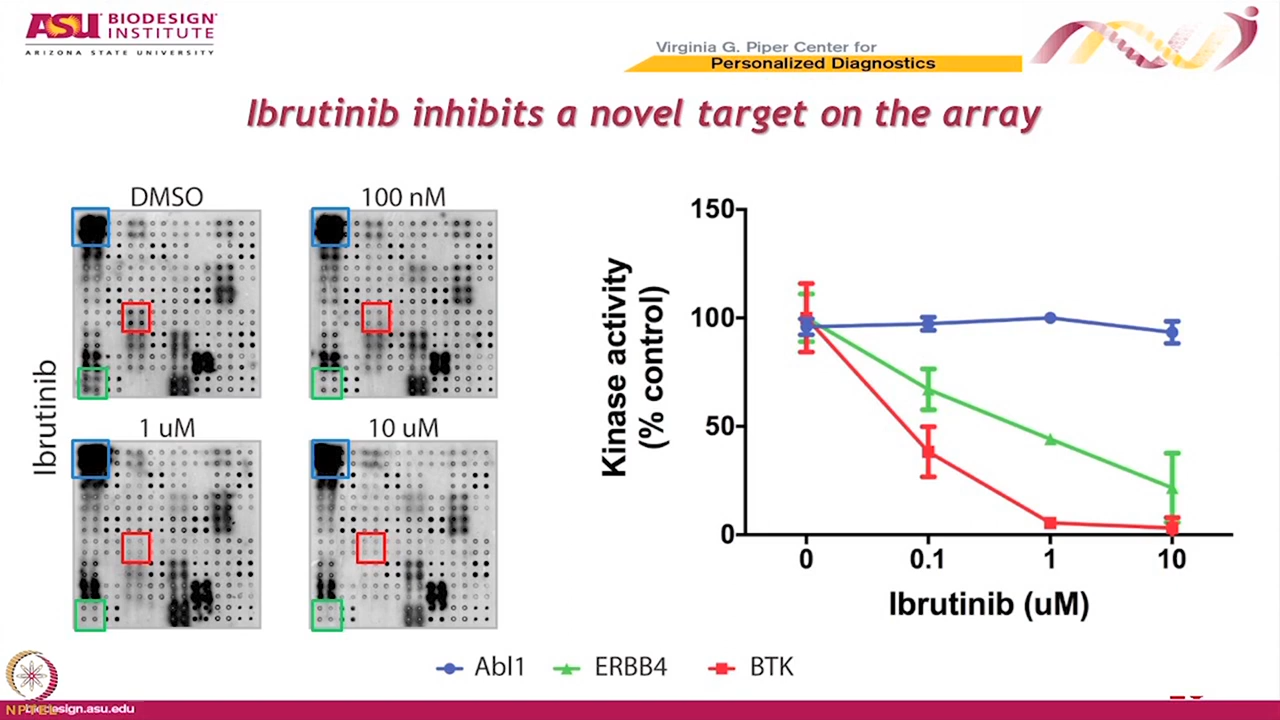 ASU BIODESIGN INSTITUTE
ARIZONA STATE UNIVERSITY
Virginia G. Piper Center for
Personalized Diagnostics
Ibrutinib inhibits a novel target on the array
DMSO
100 nM
1 uM
10 uM
Ibrutinib
Kinase activity
(% control)
150
100
50
0
0 0.1 1 10
Ibrutinib (uM)
Abl1 ERBB4 BTK
NPTEL
biodesign.asu.edu